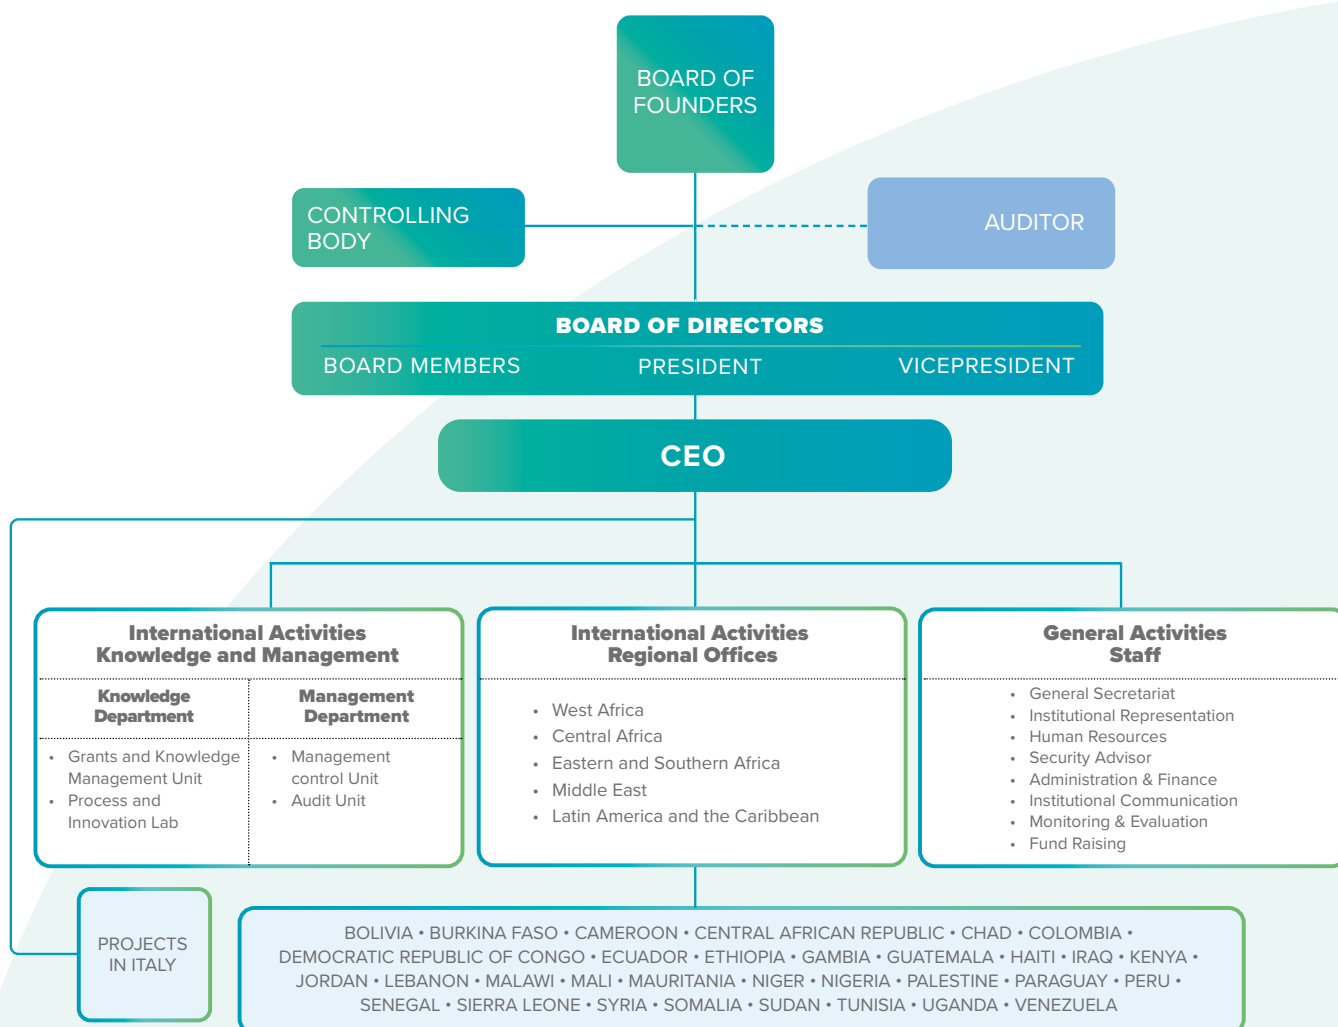 BOARD OF
FOUNDERS
CONTROLLING
BODY
AUDITOR
BOARD OF DIRECTORS
BOARD MEMBERS
PRESIDENT
VICEPRESIDENT
CEO
International Activities
Knowledge and Management
Knowledge
Department
• Grants and Knowledge
Management Unit
• Process and
Innovation Lab
Management
Department
• Management
control Unit
• Audit Unit
International Activities
Regional Offices
• West Africa
• Central Africa
• Eastern and Southern Africa
• Middle East
• Latin America and the Caribbean
General Activities
Staff
• General Secretariat
• Institutional Representation
• Human Resources
• Security Advisor
• Administration & Finance
• Institutional Communication
• Monitoring & Evaluation
• Fund Raising
PROJECTS
IN ITALY
BOLIVIA • BURKINA FASO • CAMEROON • CENTRAL AFRICAN REPUBLIC • CHAD • COLOMBIA •
DEMOCRATIC REPUBLIC OF CONGO • ECUADOR • ETHIOPIA • GAMBIA • GUATEMALA • HAITI • IRAQ • KENYA •
JORDAN • LEBANON • MALAWI • MALI • MAURITANIA • NIGER • NIGERIA • PALESTINE • PARAGUAY • PERU •
SENEGAL • SIERRA LEONE • SYRIA • SOMALIA • SUDAN • TUNISIA • UGANDA • VENEZUELA